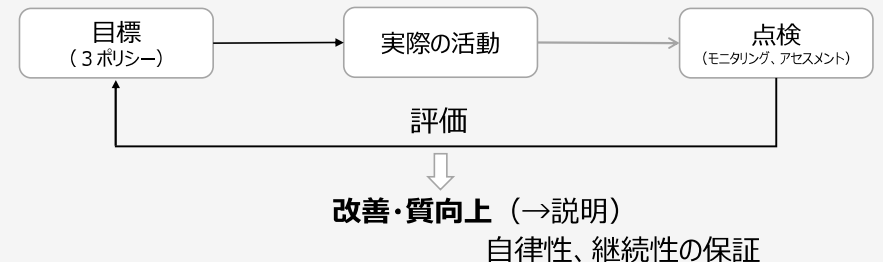 目標
（３ポリシー）
実際の活動
点検
（モニタリング、アセスメント）
評価
改善・質向上（→説明）
自律性、継続性の保証